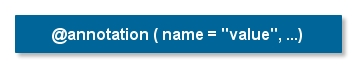 @annotation ( name = "value", ...)